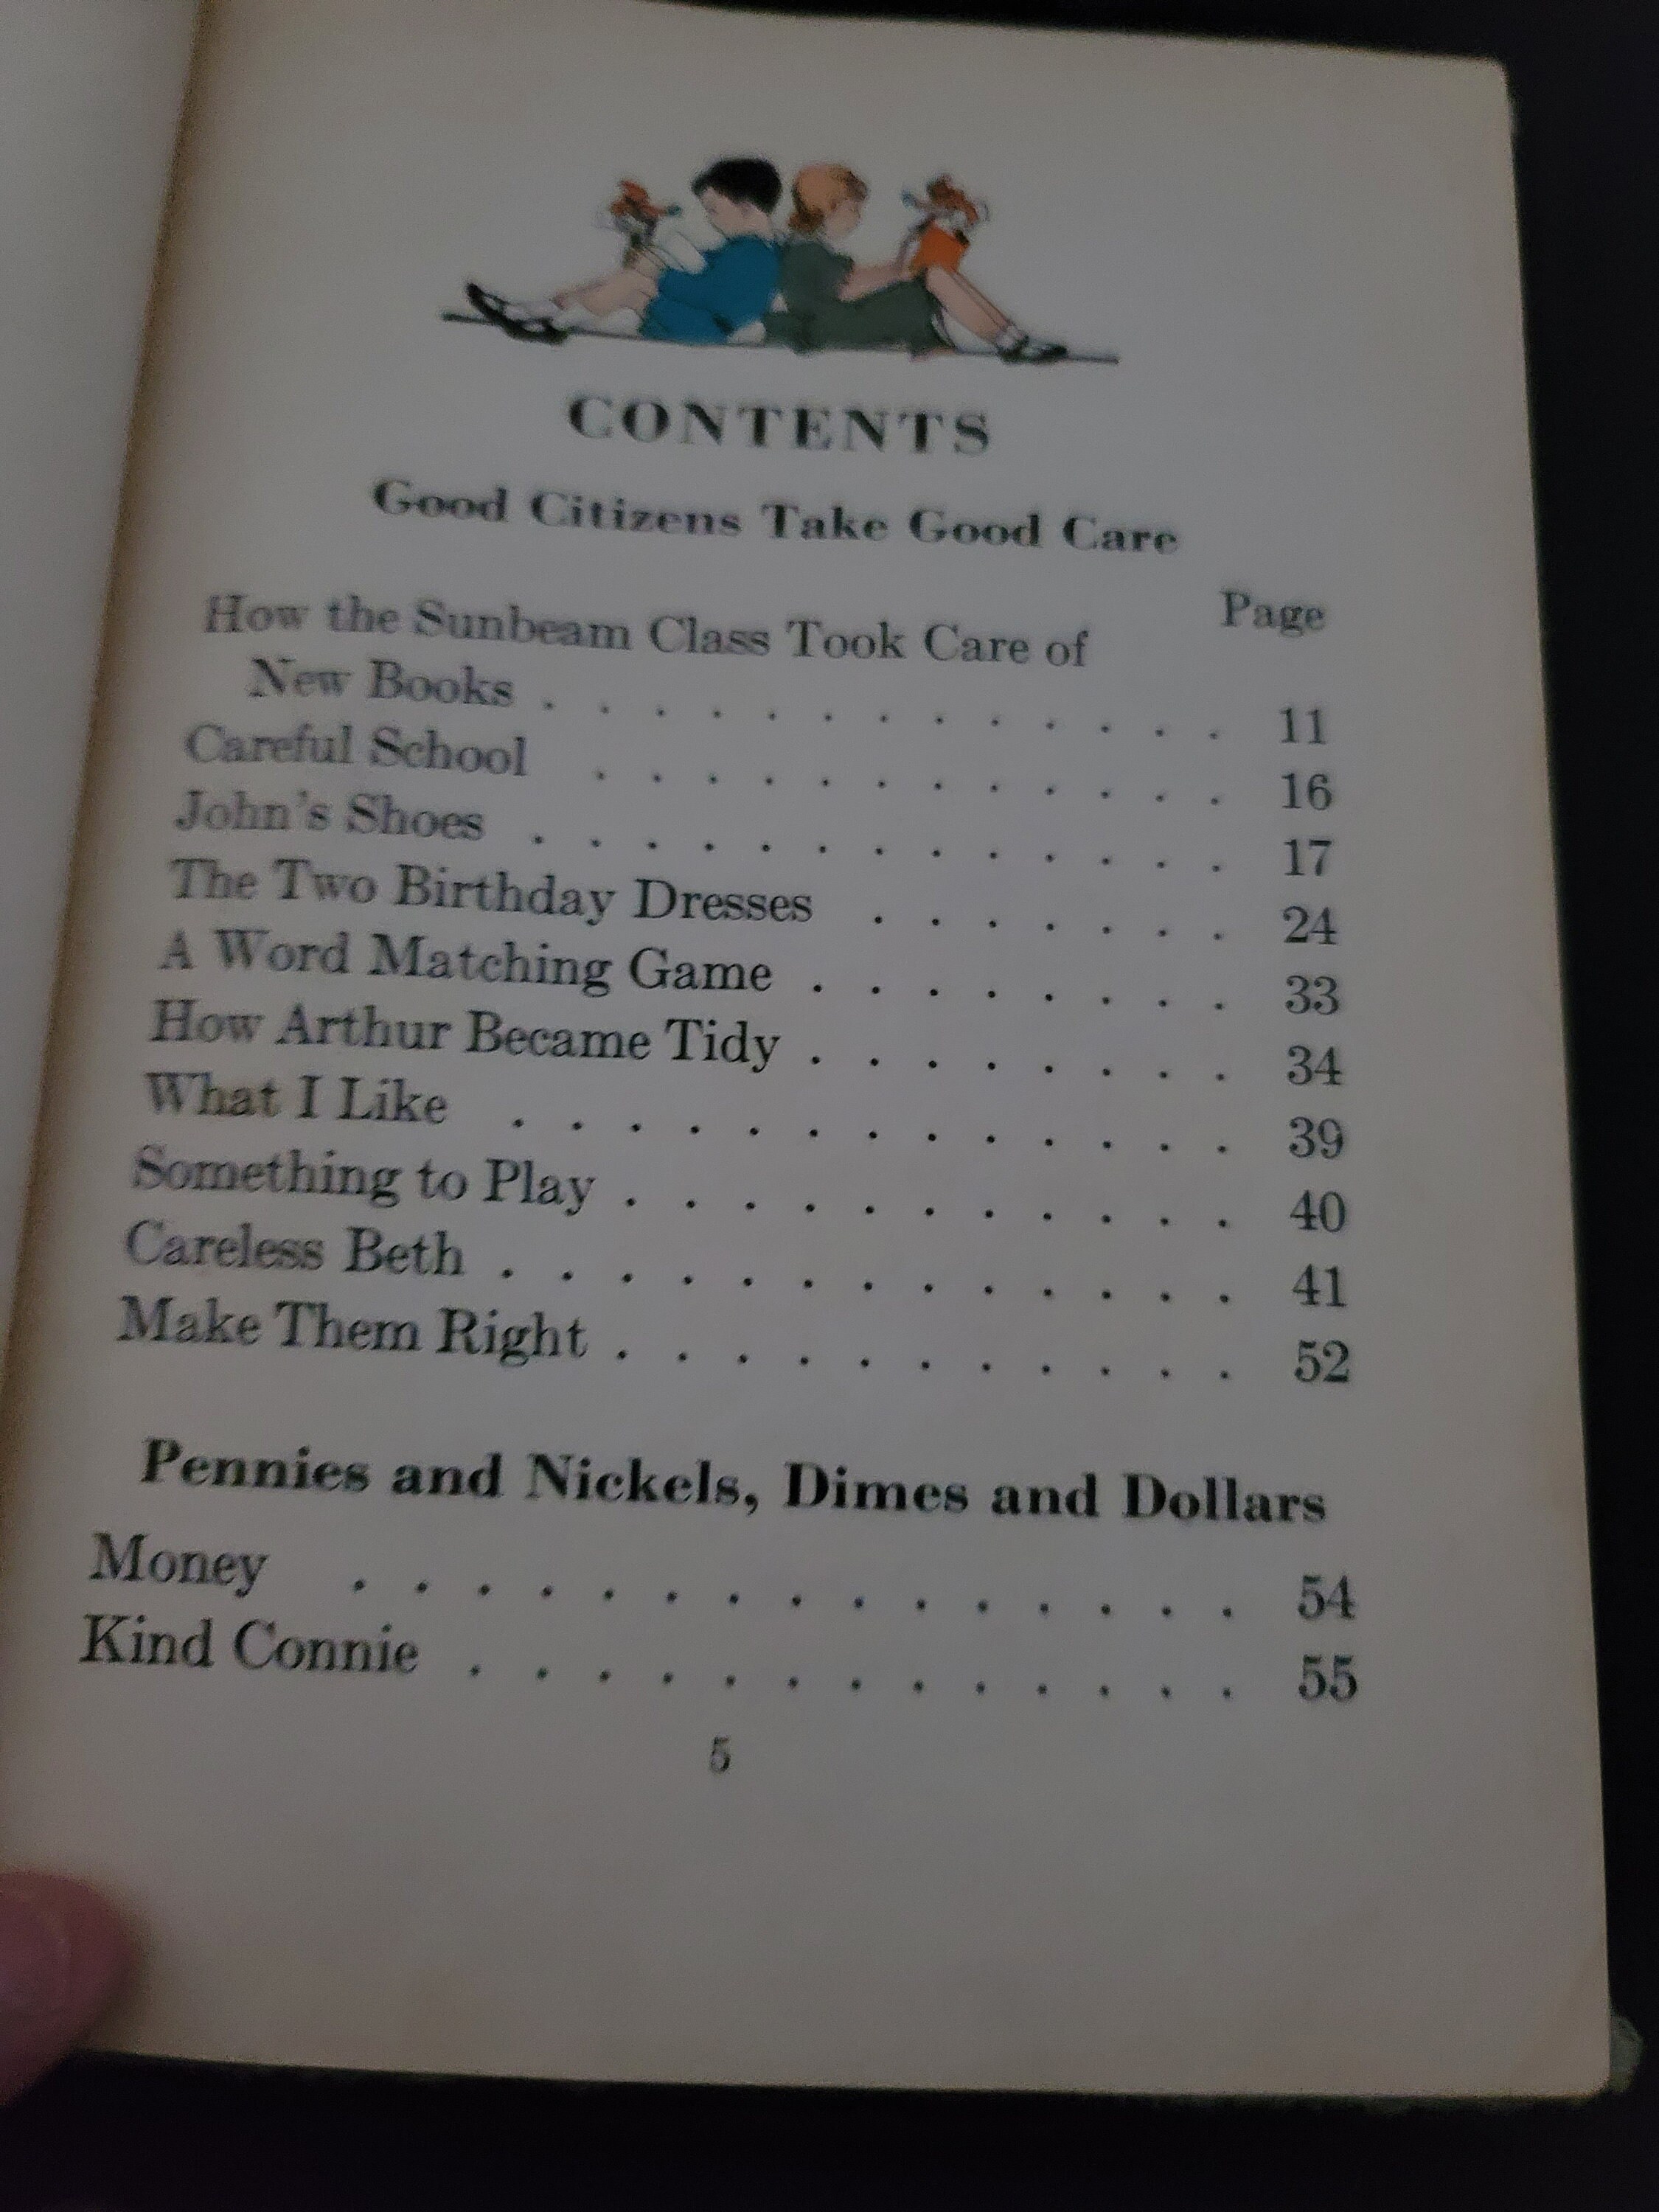 CONTENTS
Good Citizens Take Good Care
Page
How the Sunbeam Class Took Care of
New Books . . . . . . . . . . . . . 11
Careful School . . . . . . . . . . . . 16
John's Shoes . . . . . . . . . . . . . 17
The Two Birthday Dresses . . . . . . . 24
A Word Matching Game . . . . . . . . 33
How Arthur Became Tidy . . . . . . . . 34
What I Like . . . . . . . . . . . . . 39
Something to Play . . . . . . . . . . . 40
Careless Beth . . . . . . . . . . . . . 41
Make Them Right . . . . . . . . . . . 52
Pennies and Nickels, Dimes and Dollars
Money . . . . . . . . . . . . . . . 54
Kind Connie . . . . . . . . . . . . . 55
5